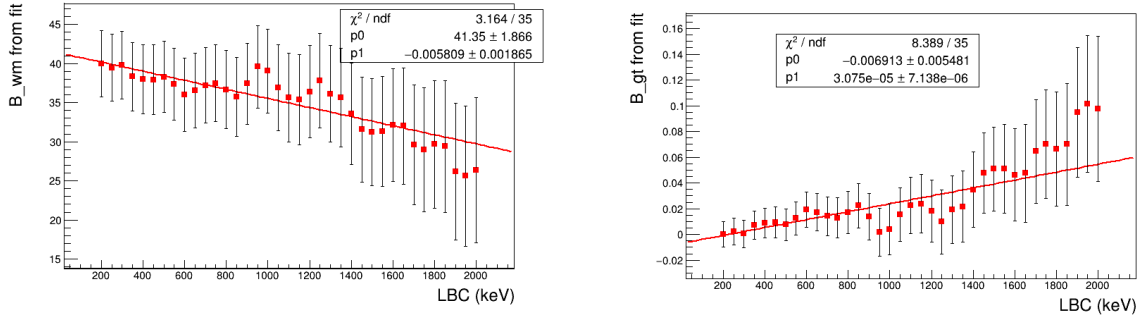 B_wm from fit
45
40
35
30
25
20
15
χ² / ndf 3.164 / 35
p0 41.35 ± 1.866
p1 −0.005809 ± 0.001865
200 400 600 800 1000 1200 1400 1600 1800 2000
LBC (keV)
B_gt from fit
0.16
0.14
0.12
0.1
0.08
0.06
0.04
0.02
0
−0.02
χ² / ndf 8.389 / 35
p0 −0.006913 ± 0.005481
p1 3.075e−05 ± 7.138e−06
200 400 600 800 1000 1200 1400 1600 1800 2000
LBC (keV)